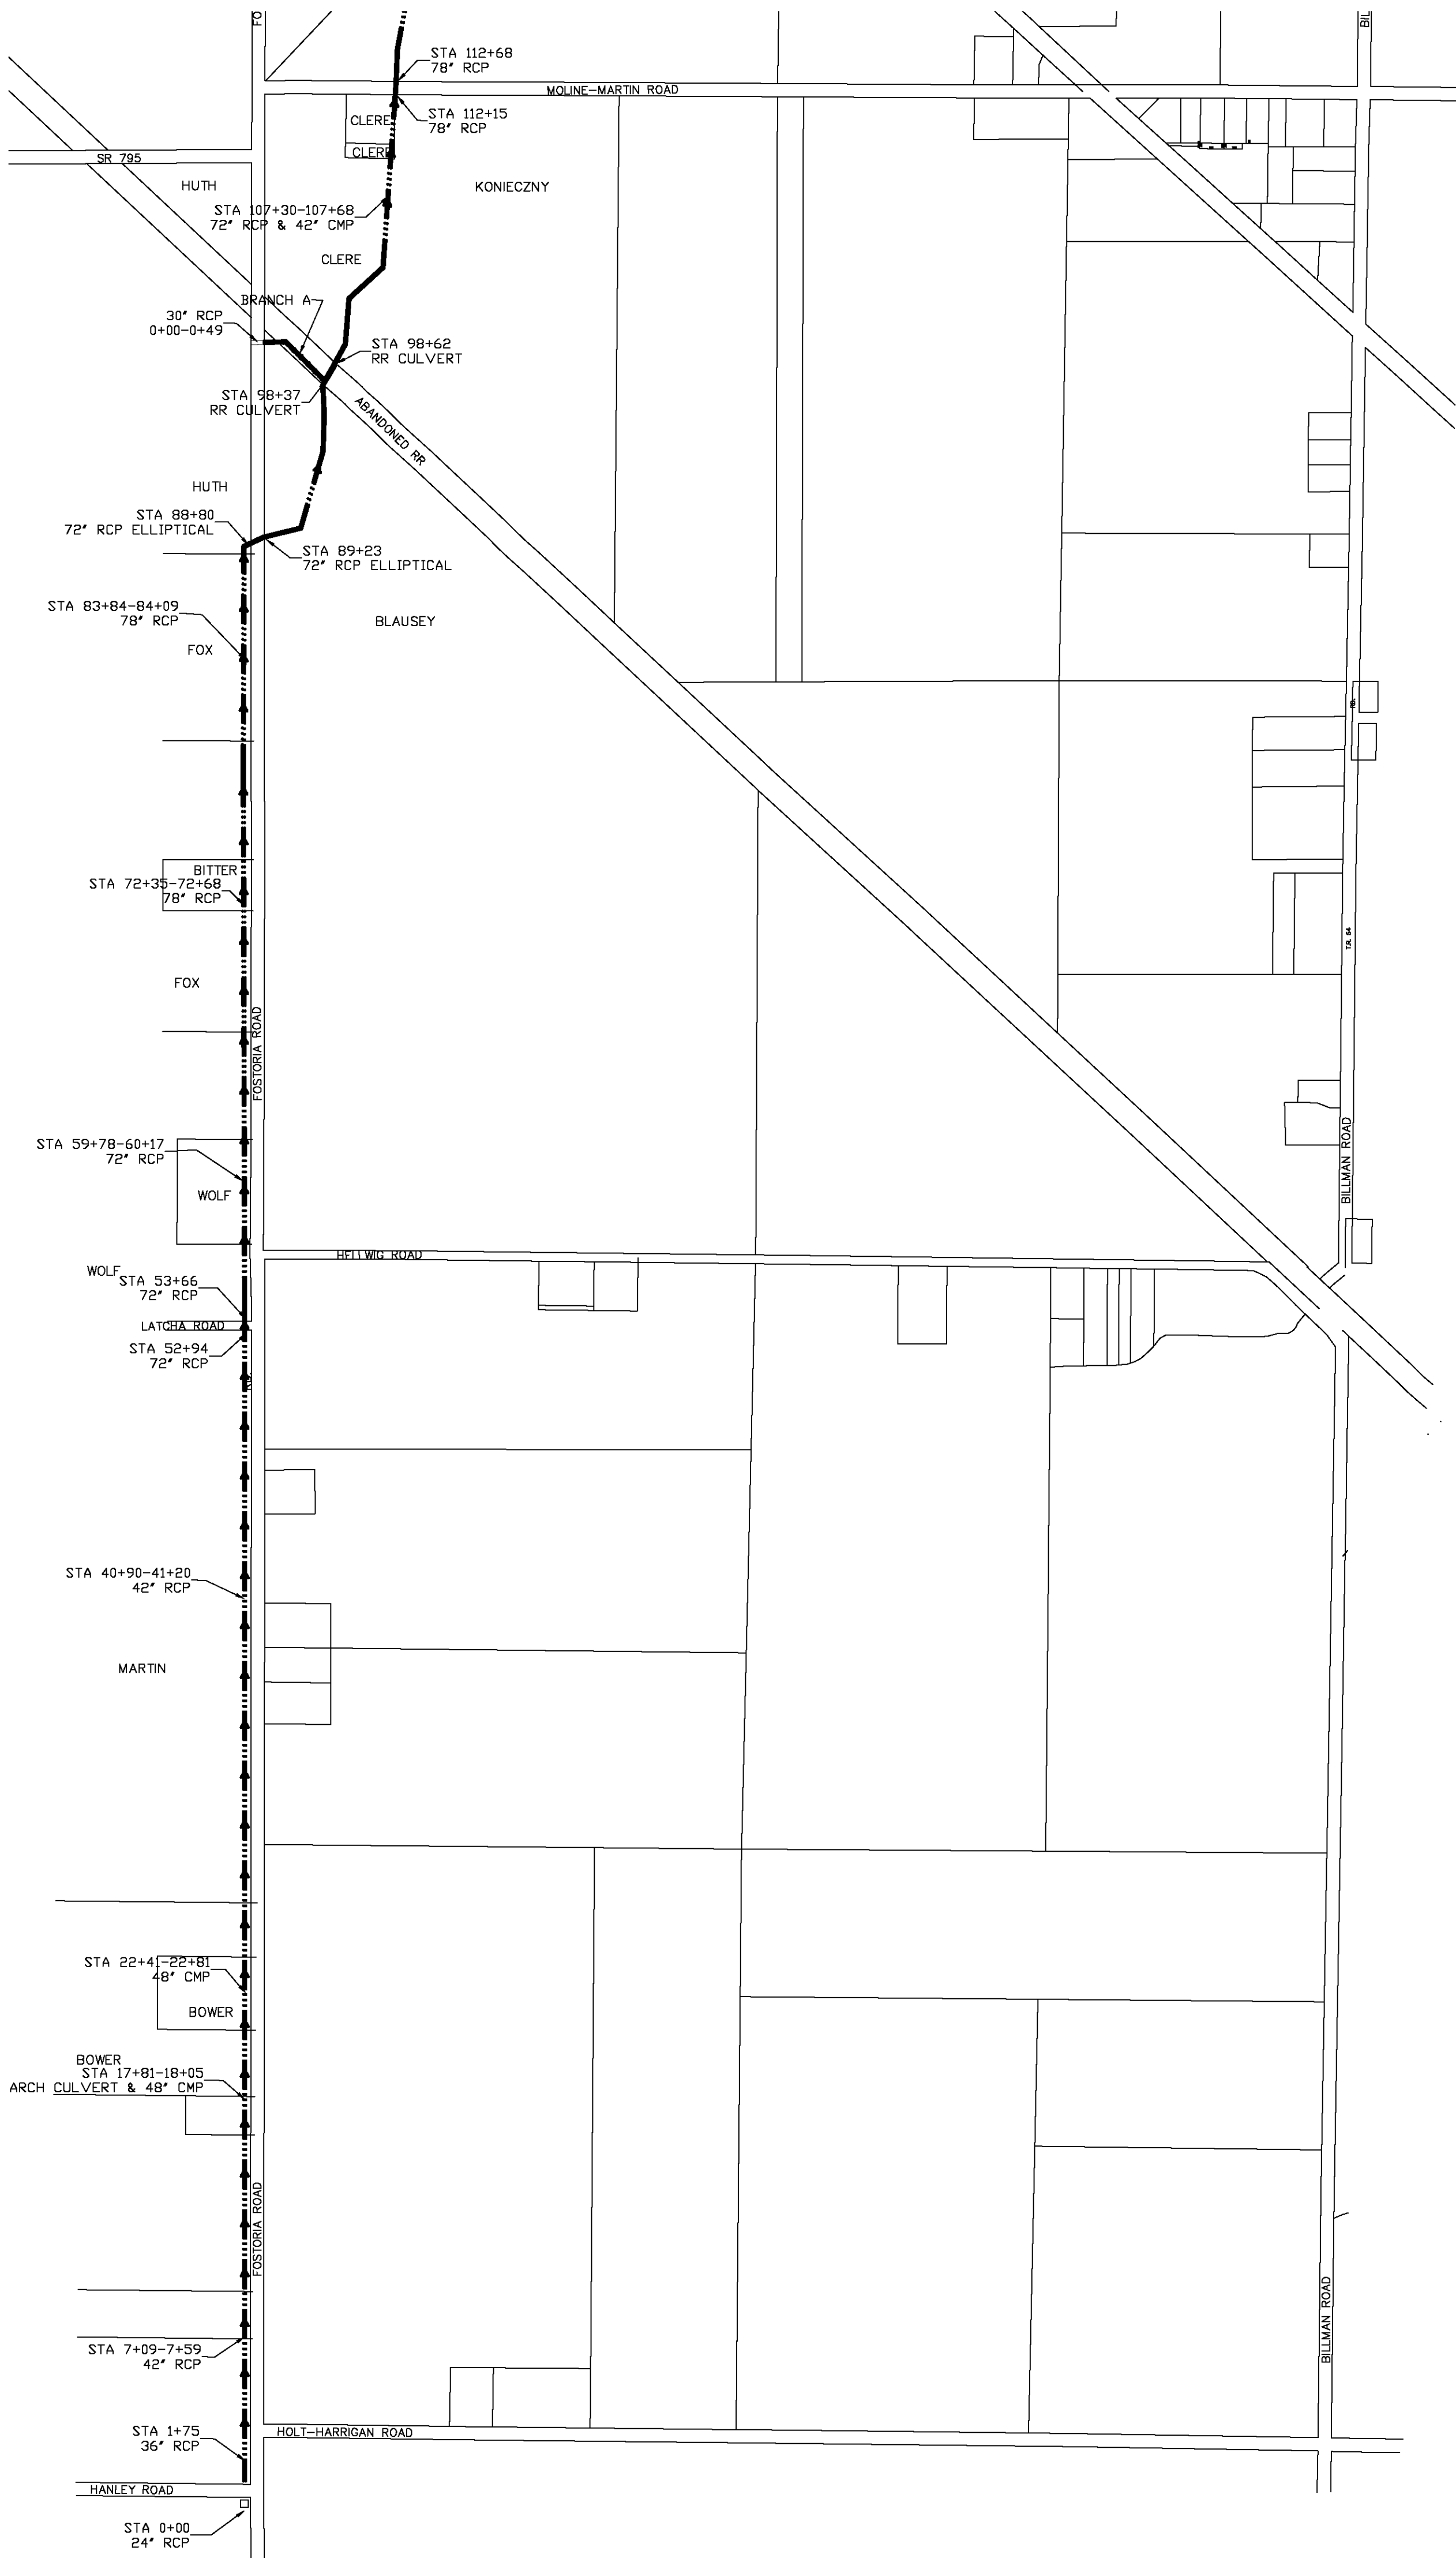 FO
BIL
STA 112+68
78" RCP
MOLINE-MARTIN ROAD
STA 112+15
78" RCP
CLERE
CLERE
SR 795
HUTH
KONIECZNY
STA 107+30-107+68
72" RCP & 42" CMP
CLERE
BRANCH A
30" RCP
0+00-0+49
STA 98+62
RR CULVERT
STA 98+37
RR CULVERT
ABANDONED RR
HUTH
STA 88+80
72" RCP ELLIPTICAL
STA 89+23
72" RCP ELLIPTICAL
STA 83+84-84+09
78" RCP
BLAUSEY
FOX
BITTER
STA 72+35-72+68
78" RCP
T.R. 54
FOX
FOSTORIA ROAD
STA 59+78-60+17
72" RCP
BILLMAN ROAD
WOLF
HELLWIG ROAD
WOLF
STA 53+66
72" RCP
LATCHA ROAD
STA 52+94
72" RCP
STA 40+90-41+20
42" RCP
MARTIN
STA 22+41-22+81
48" CMP
BOWER
BOWER
STA 17+81-18+05
ARCH CULVERT & 48" CMP
FOSTORIA ROAD
BILLMAN ROAD
STA 7+09-7+59
42" RCP
STA 1+75
36" RCP
HOLT-HARRIGAN ROAD
HANLEY ROAD
STA 0+00
24" RCP